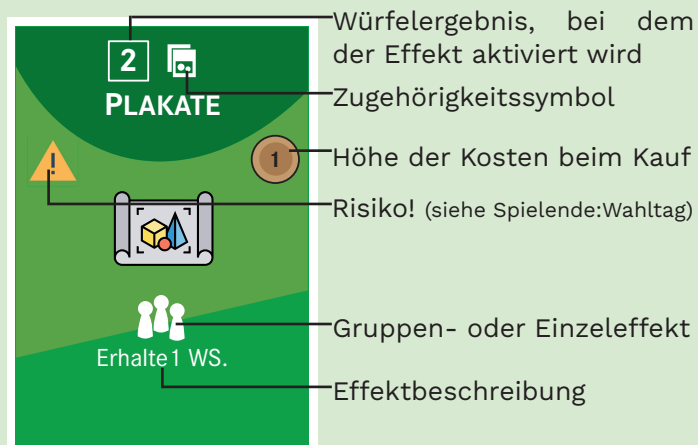 2
PLAKATE
!
1
Erhalte 1 WS.
Würfelergebnis, bei dem
der Effekt aktiviert wird
Zugehörigkeitssymbol
Höhe der Kosten beim Kauf
Risiko! (siehe Spielende:Wahltag)
Gruppen- oder Einzeleffekt
Effektbeschreibung